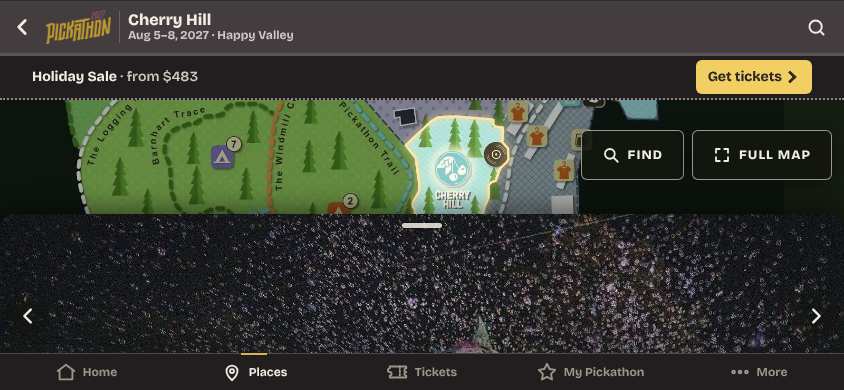 PICKATHON
Cherry Hill
Aug 5–8, 2027 · Happy Valley
Holiday Sale · from $483
Get tickets
The Logging
Barnhart Trace
The Windmill C
Pickathon Trail
7
2
CHERRY
HILL
FIND
FULL MAP
Home
Places
Tickets
My Pickathon
More